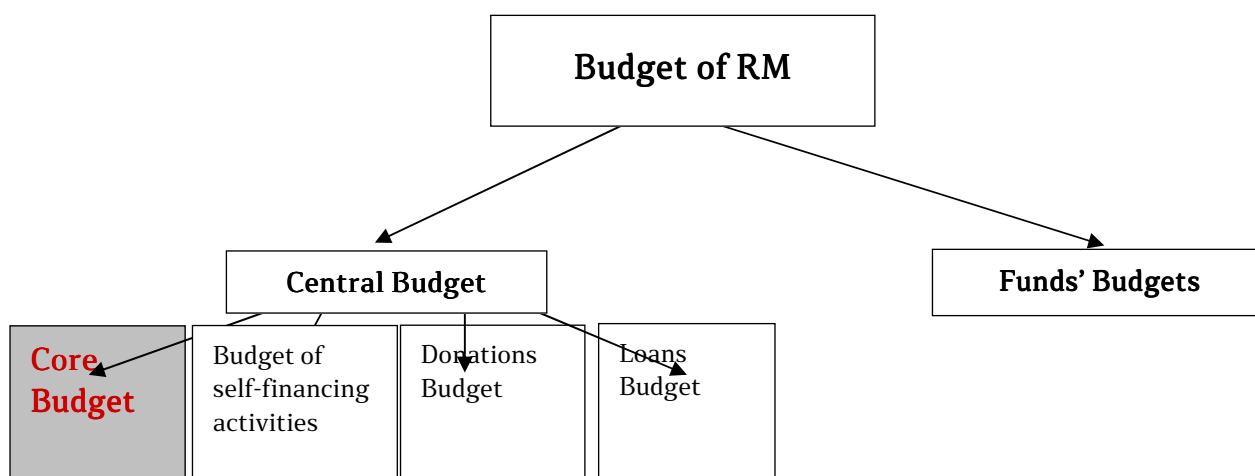 Budget of RM
Central Budget
Funds’ Budgets
Core
Budget
Budget of
self-financing
activities
Donations
Budget
Loans
Budget